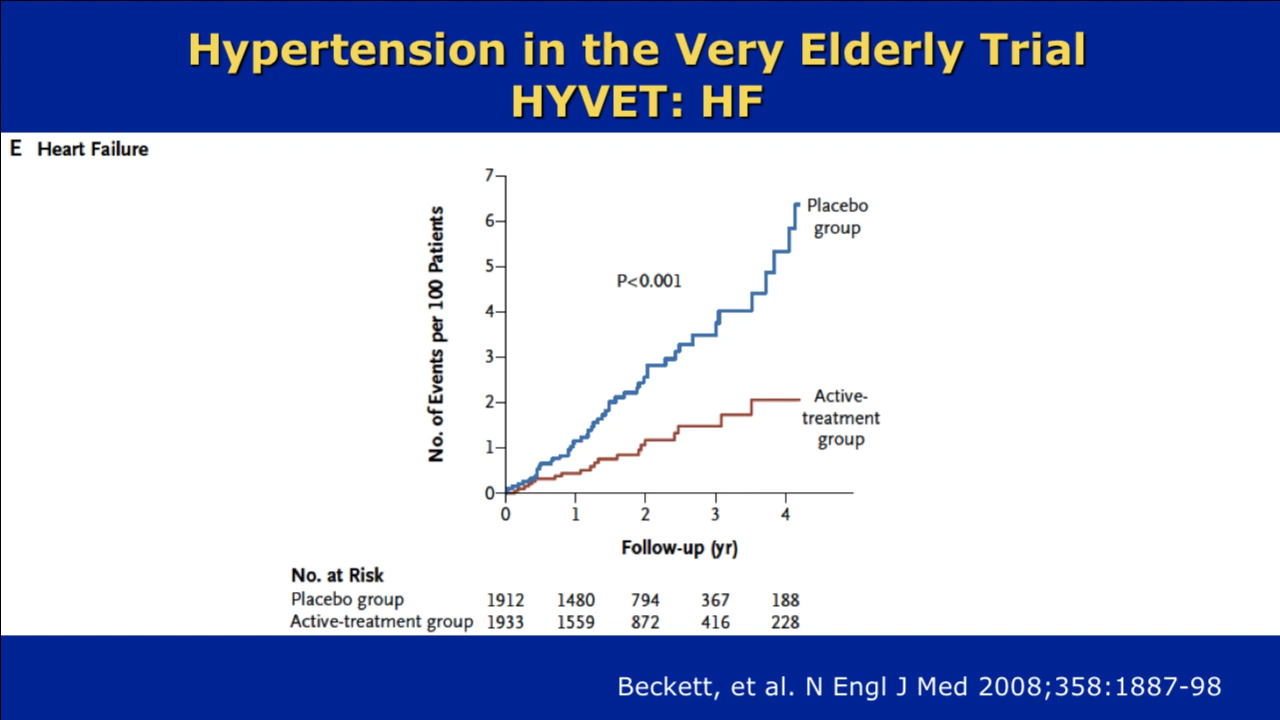 Hypertension in the Very Elderly Trial
HYVET: HF
E Heart Failure
No. of Events per 100 Patients
7
6
5
4
3
2
1
0
P<0.001
Placebo
group
Active-
treatment
group
0 1 2 3 4
Follow-up (yr)
No. at Risk
Placebo group 1912 1480 794 367 188
Active-treatment group 1933 1559 872 416 228
Beckett, et al. N Engl J Med 2008;358:1887-98